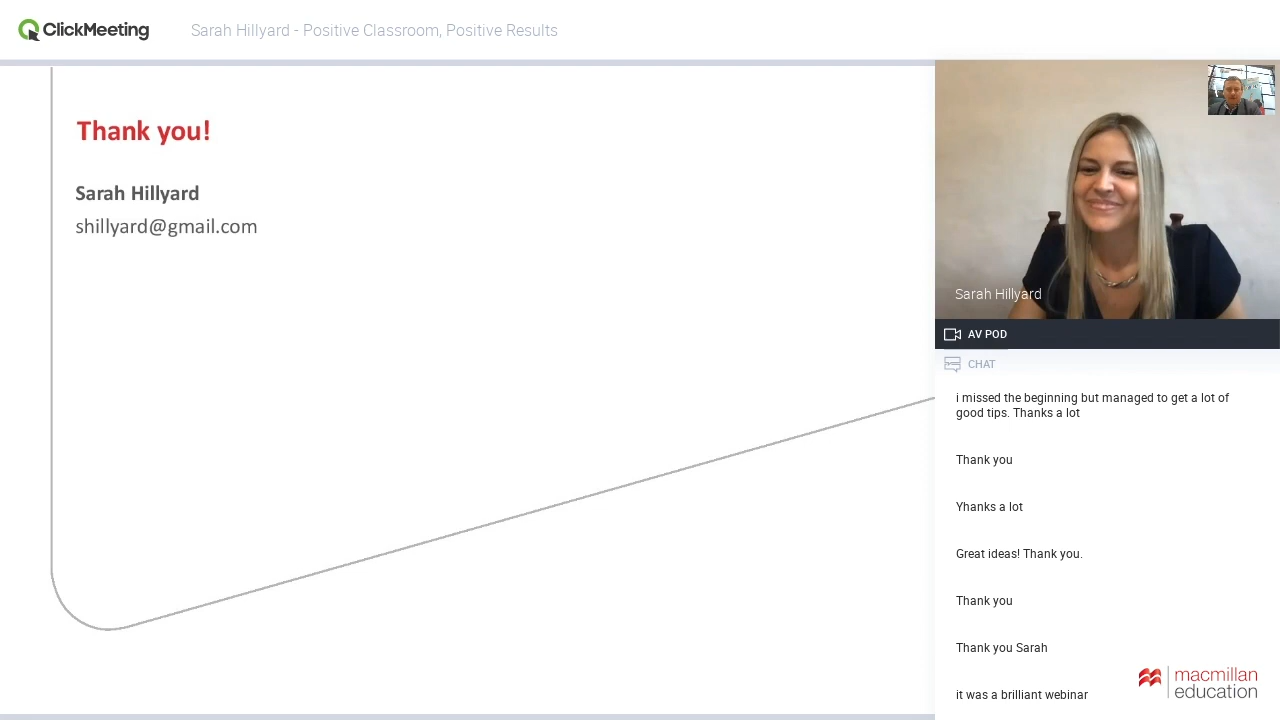 ClickMeeting
Sarah Hillyard - Positive Classroom, Positive Results
Thank you!
Sarah Hillyard
shillyard@gmail.com
Sarah Hillyard
AV POD
CHAT
i missed the beginning but managed to get a lot of
good tips. Thanks a lot
Thank you
Yhanks a lot
Great ideas! Thank you.
Thank you
Thank you Sarah
it was a brilliant webinar
macmillan
education